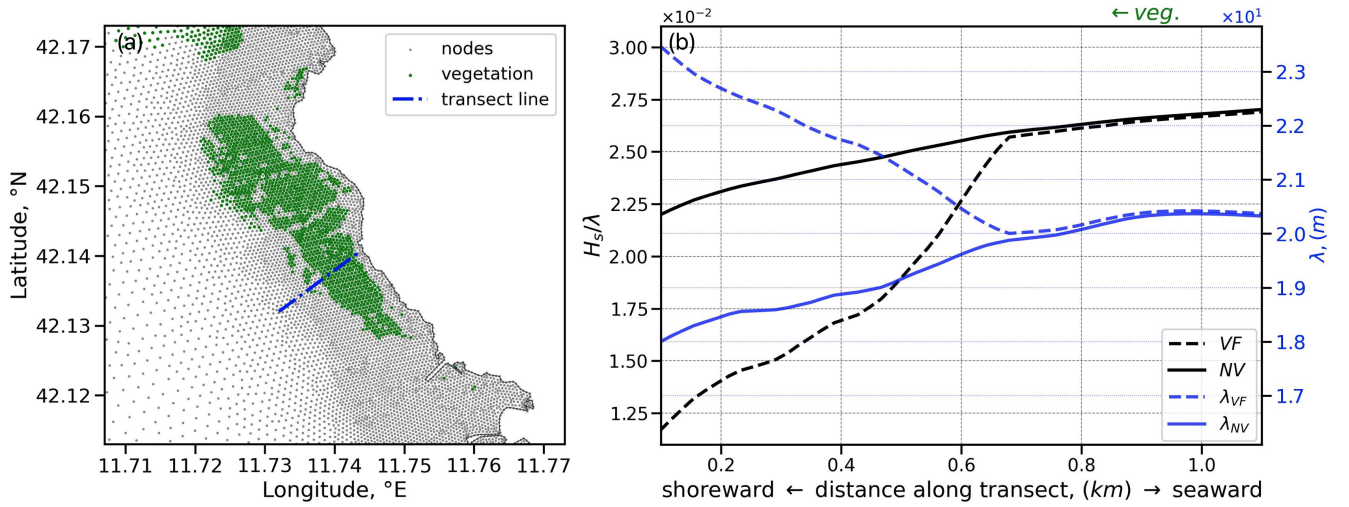 (a)
nodes
vegetation
transect line
42.17
42.16
42.15
42.14
42.13
42.12
Latitude, °N
11.71 11.72 11.73 11.74 11.75 11.76 11.77
Longitude, °E
×10⁻²
← veg.
×10¹
(b)
3.00
2.75
2.50
2.25
2.00
1.75
1.50
1.25
Hₛ/λ
2.3
2.2
2.1
2.0
1.9
1.8
1.7
λ, (m)
VF
NV
λ_VF
λ_NV
0.2 0.4 0.6 0.8 1.0
shoreward ← distance along transect, (km) → seaward